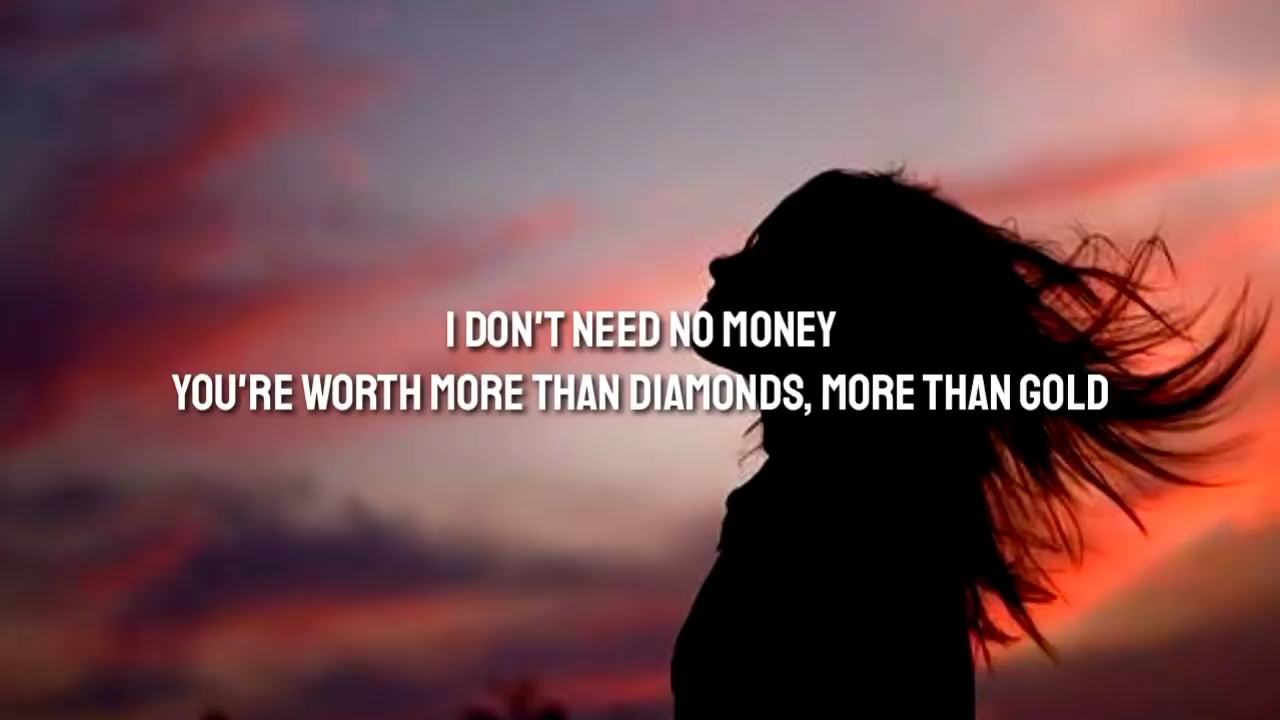 I DON'T NEED NO MONEY
YOU'RE WORTH MORE THAN DIAMONDS, MORE THAN GOLD